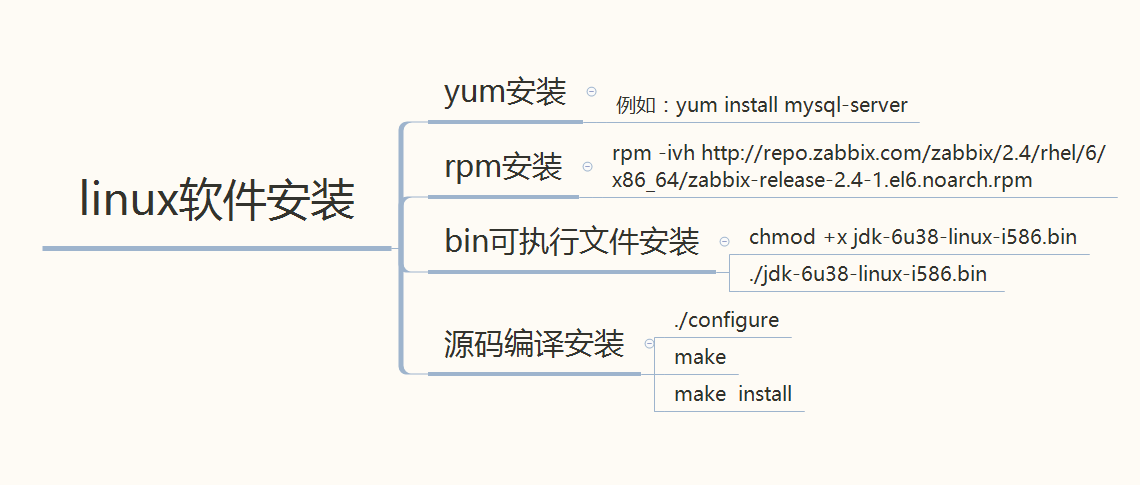 linux软件安装
yum安装
例如：yum install mysql-server
rpm安装
rpm -ivh http://repo.zabbix.com/zabbix/2.4/rhel/6/
x86_64/zabbix-release-2.4-1.el6.noarch.rpm
bin可执行文件安装
chmod +x jdk-6u38-linux-i586.bin
./jdk-6u38-linux-i586.bin
源码编译安装
./configure
make
make  install